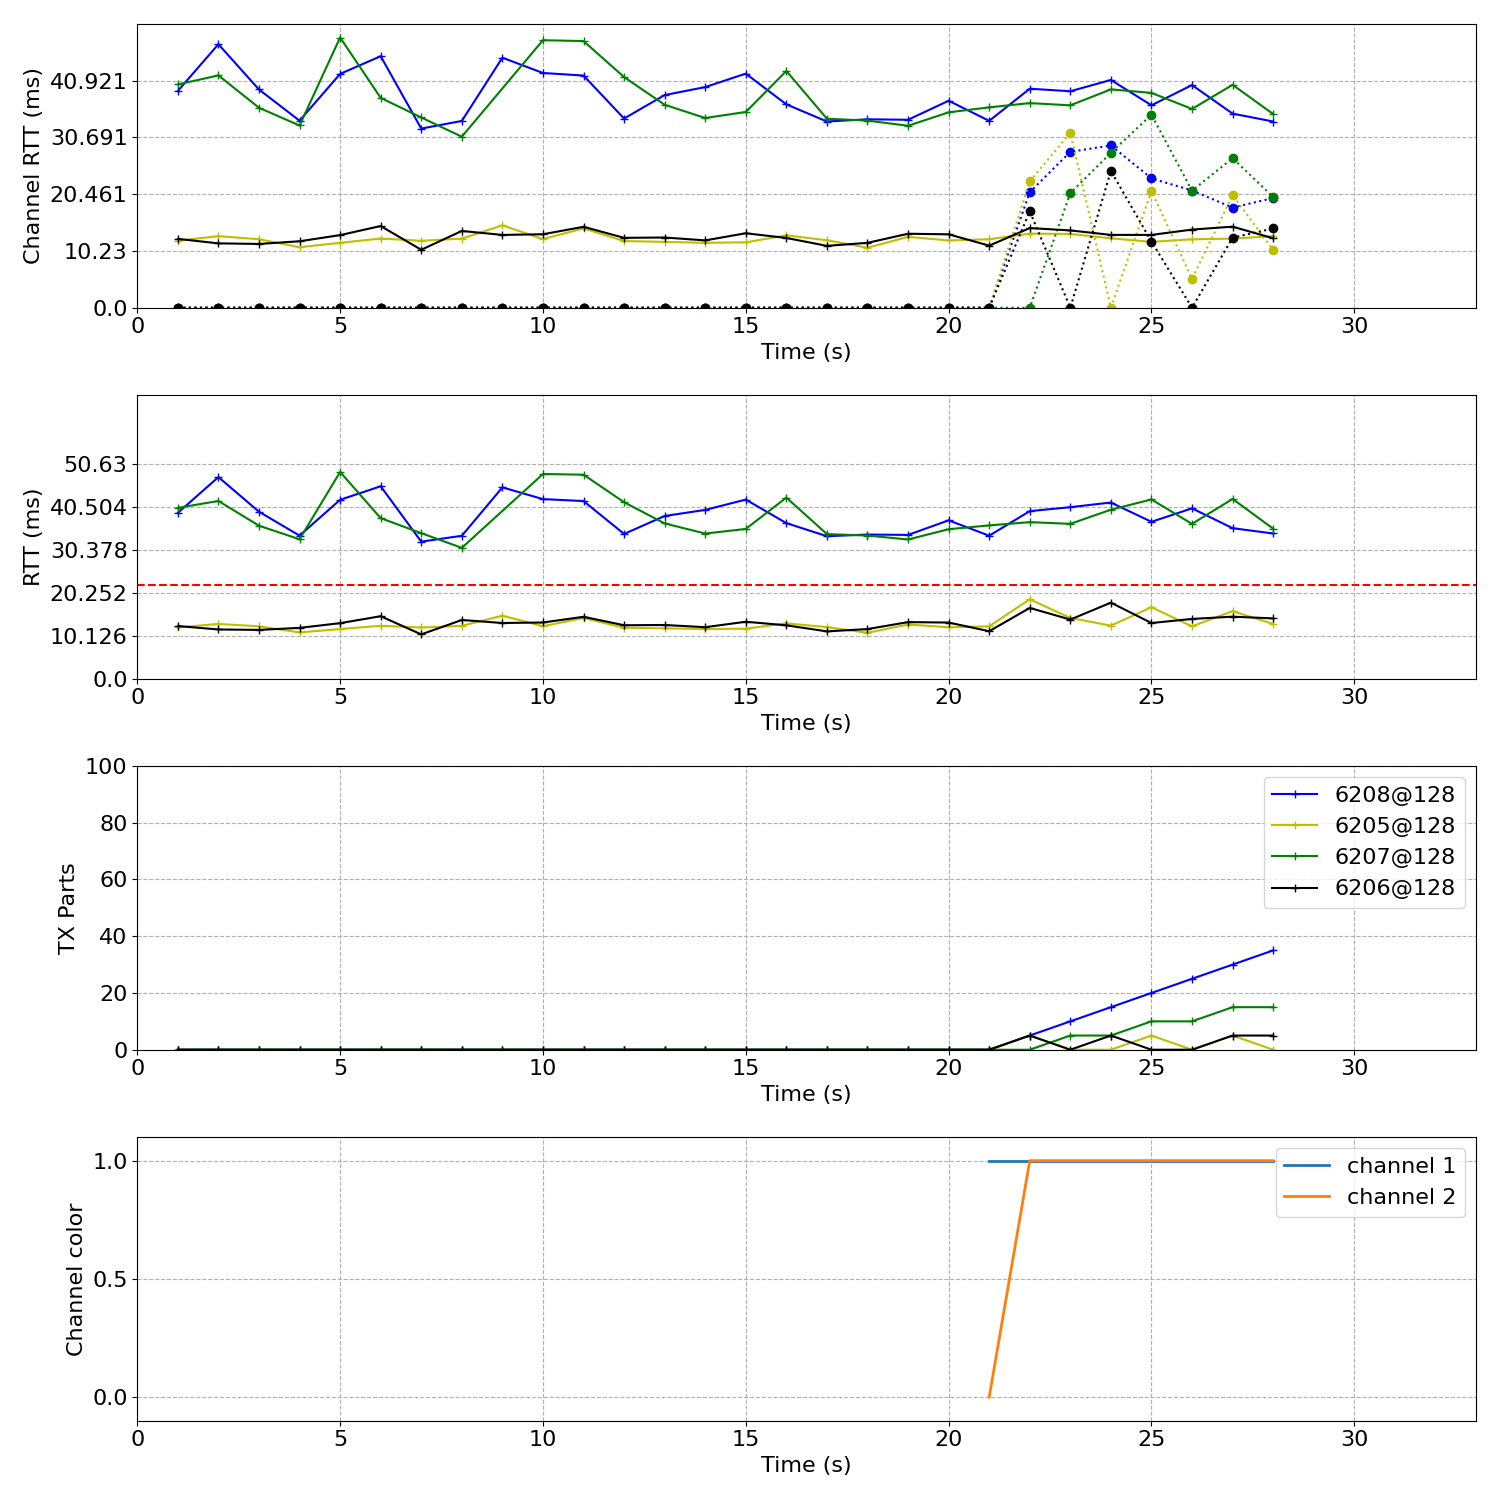 Channel RTT (ms)
40.921
30.691
20.461
10.23
0.0
0 5 10 15 20 25 30
Time (s)
RTT (ms)
50.63
40.504
30.378
20.252
10.126
0.0
0 5 10 15 20 25 30
Time (s)
TX Parts
100
80
60
40
20
0
6208@128
6205@128
6207@128
6206@128
0 5 10 15 20 25 30
Time (s)
Channel color
1.0
0.5
0.0
channel 1
channel 2
0 5 10 15 20 25 30
Time (s)